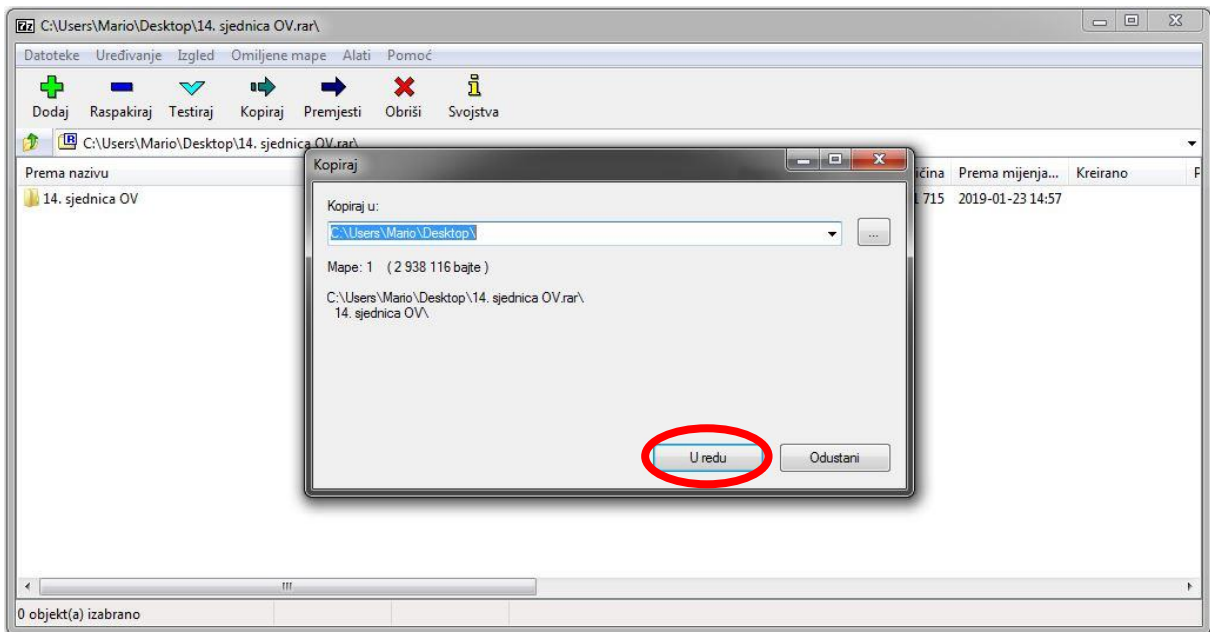 7z C:\Users\Mario\Desktop\14. sjednica OV.rar\
Datoteke Uređivanje Izgled Omiljene mape Alati Pomoć
Dodaj Raspakiraj Testiraj Kopiraj Premjesti Obriši Svojstva
C:\Users\Mario\Desktop\14. sjednica OV.rar\
Prema nazivu Prema mijenja... Kreirano
14. sjednica OV 715 2019-01-23 14:57
Kopiraj
Kopiraj u:
C:\Users\Mario\Desktop\
...
Mape: 1 ( 2 938 116 bajte )
C:\Users\Mario\Desktop\14. sjednica OV.rar\
14. sjednica OV\
U redu Odustani
0 objekt(a) izabrano